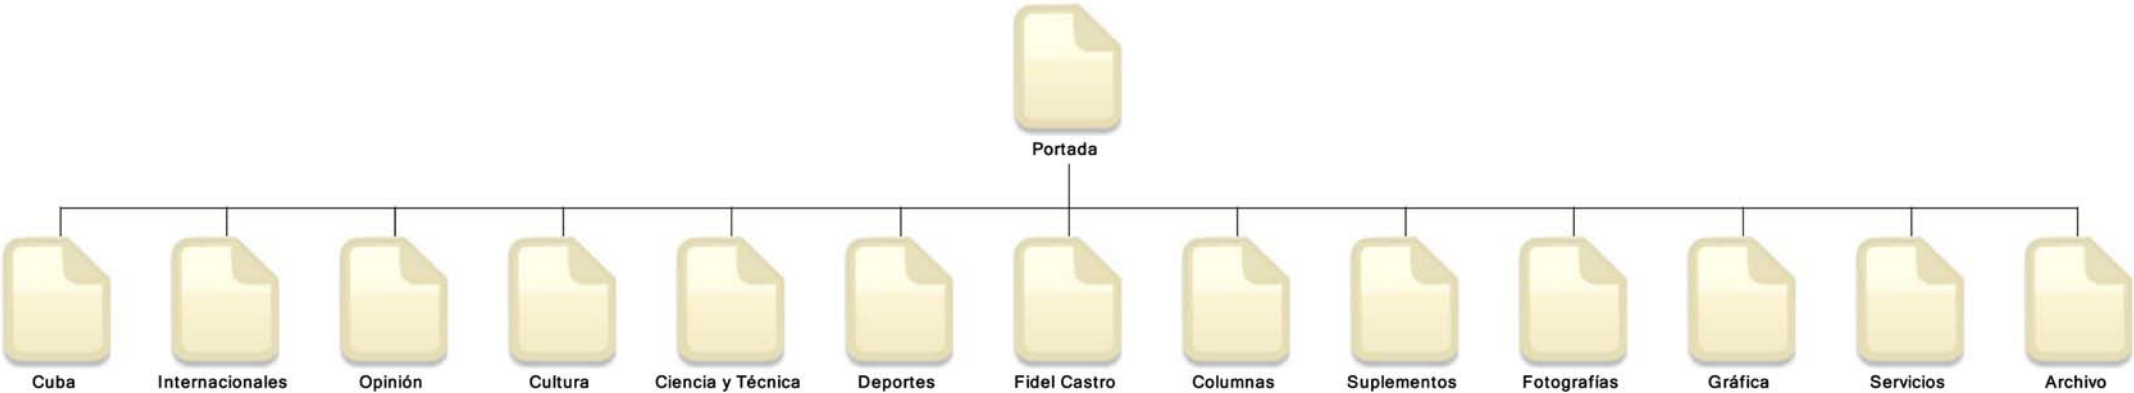 Portada
Cuba
Internacionales
Opinión
Cultura
Ciencia y Técnica
Deportes
Fidel Castro
Columnas
Suplementos
Fotografías
Gráfica
Servicios
Archivo